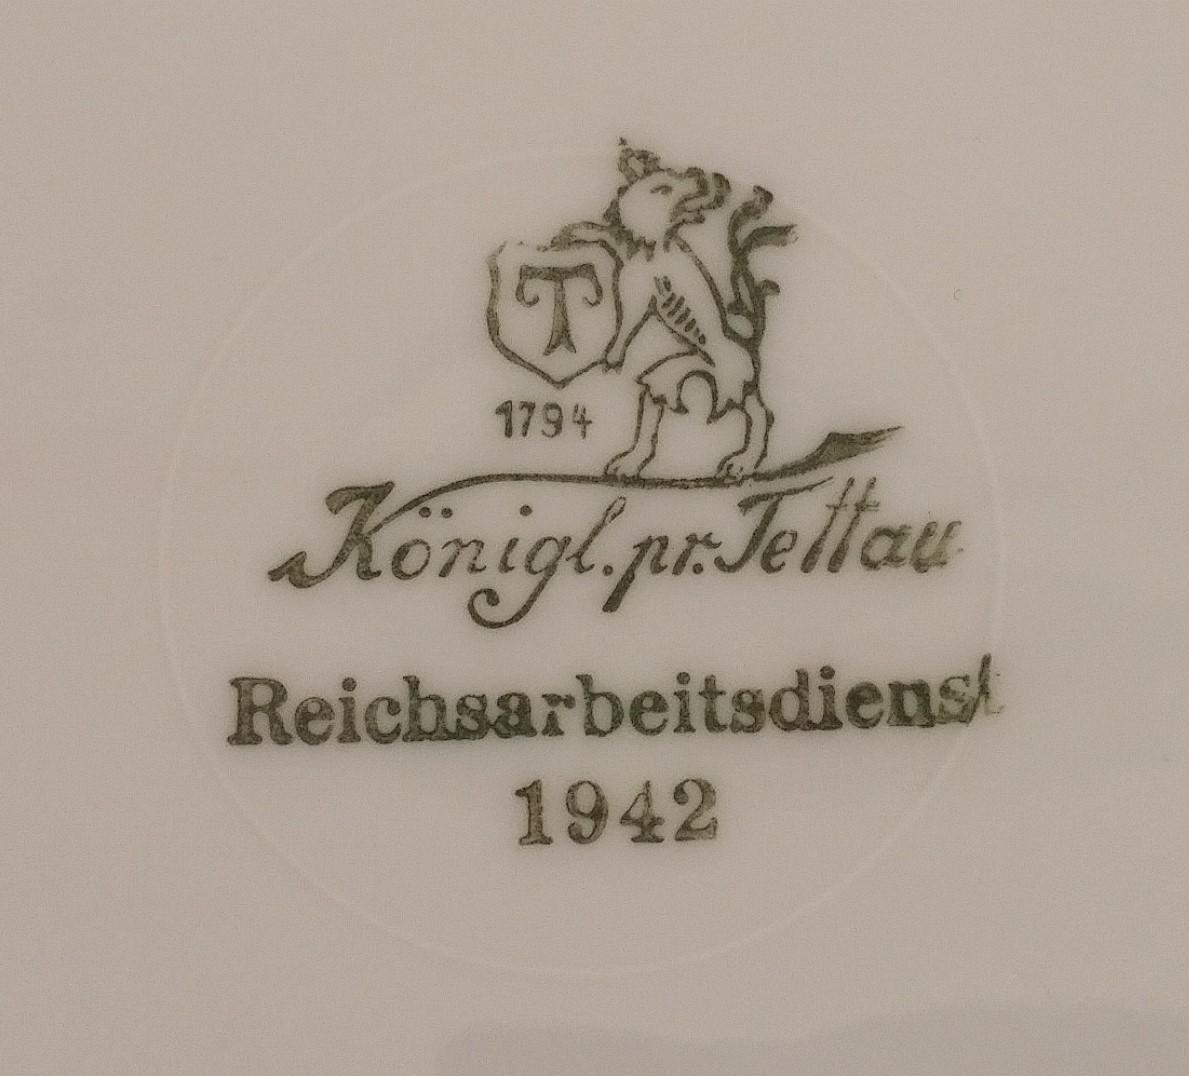 T
1794
Königl. pr. Tettau
Reichsarbeitsdienst
1942